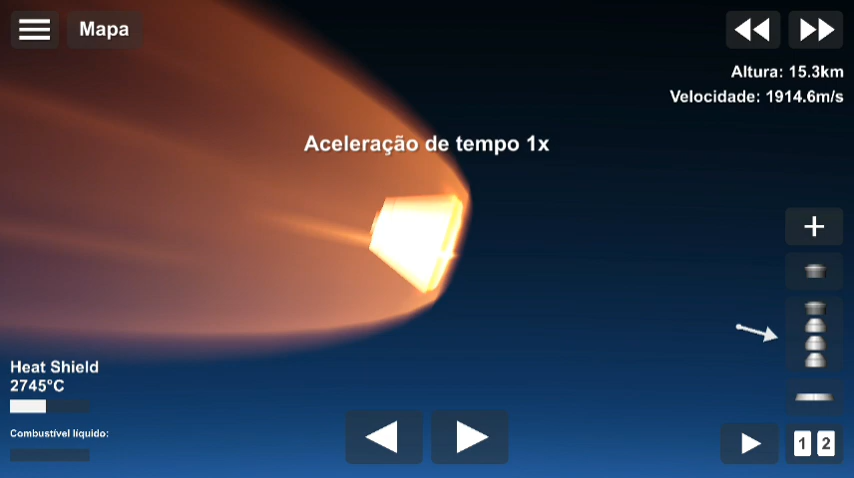 Mapa
Altura: 15.3km
Velocidade: 1914.6m/s
Aceleração de tempo 1x
Heat Shield
2745°C
Combustível líquido:
1 2